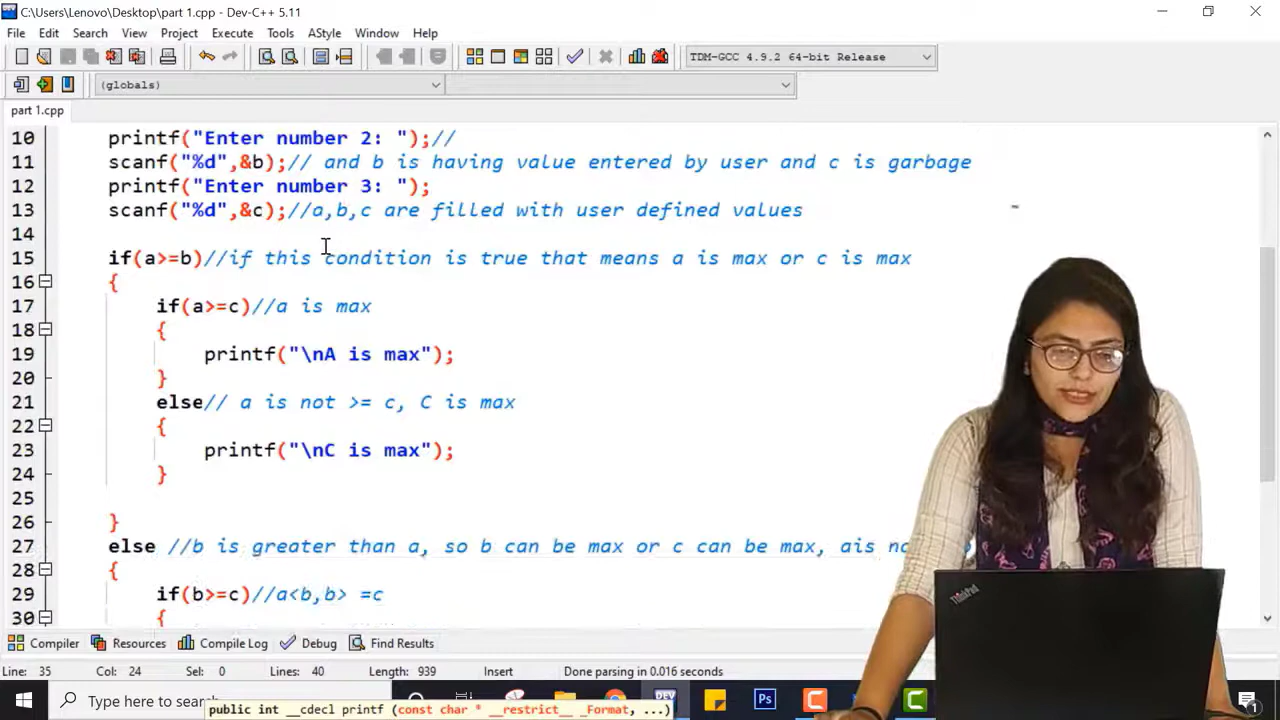 C:\Users\Lenovo\Desktop\part 1.cpp - Dev-C++ 5.11
File Edit Search View Project Execute Tools AStyle Window Help
TDM-GCC 4.9.2 64-bit Release
(globals)
part 1.cpp
10 printf("Enter number 2: ");//
11 scanf("%d",&b);// and b is having value entered by user and c is garbage
12 printf("Enter number 3: ");
13 scanf("%d",&c);//a,b,c are filled with user defined values
14
15 if(a>=b)//if this condition is true that means a is max or c is max
16 {
17 if(a>=c)//a is max
18 {
19 printf("\nA is max");
20 }
21 else// a is not >= c, C is max
22 {
23 printf("\nC is max");
24 }
25
26 }
27 else //b is greater than a, so b can be max or c can be max, ais
28 {
29 if(b>=c)//a<b,b> =c
30 {
Compiler Resources Compile Log Debug Find Results
Line: 35 Col: 24 Sel: 0 Lines: 40 Length: 939 Insert Done parsing in 0.016 seconds
Type here to search
DEV
Ps
public int __cdecl printf (const char * __restrict__ _Format, ...)
ThinkPad
1